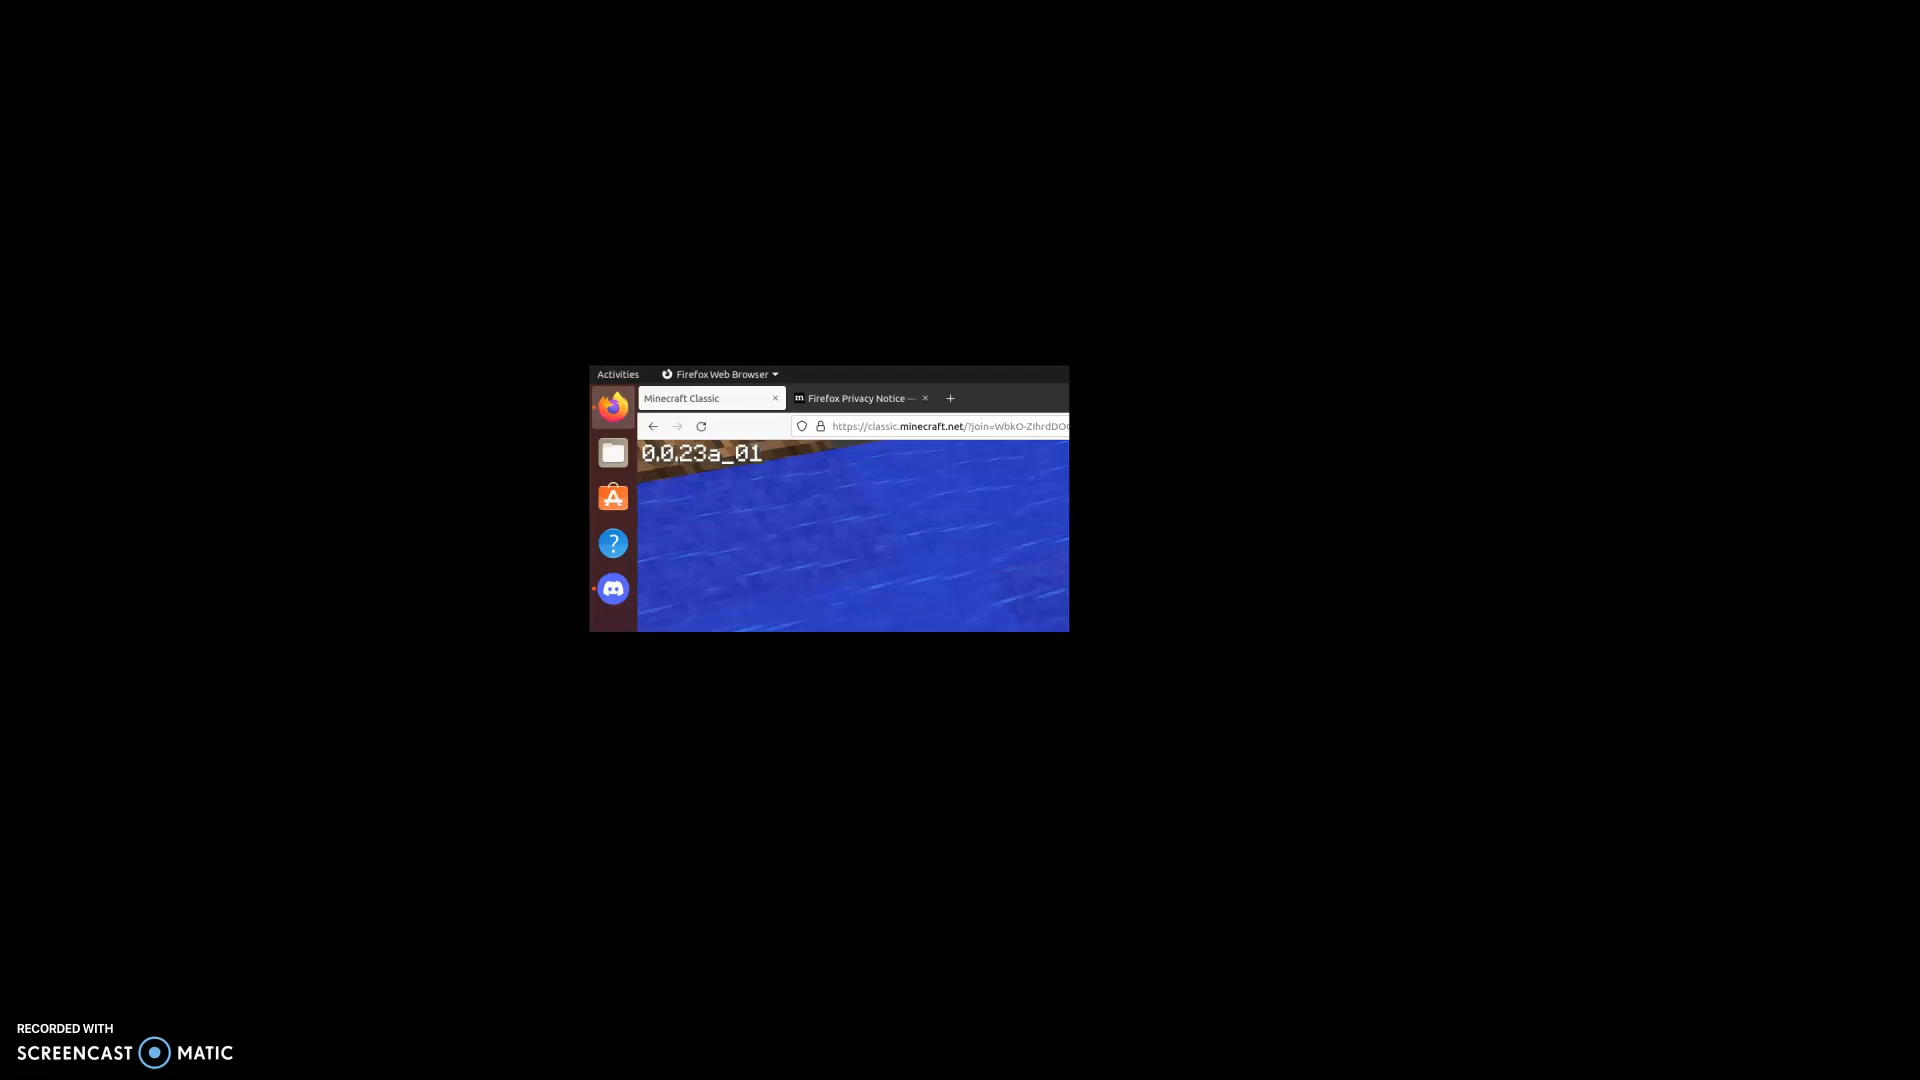 Activities
Firefox Web Browser
Minecraft Classic
m Firefox Privacy Notice —
https://classic.minecraft.net/?join=WbkO-ZIhrdDO
0.0.23a_01
?
RECORDED WITH
SCREENCAST MATIC